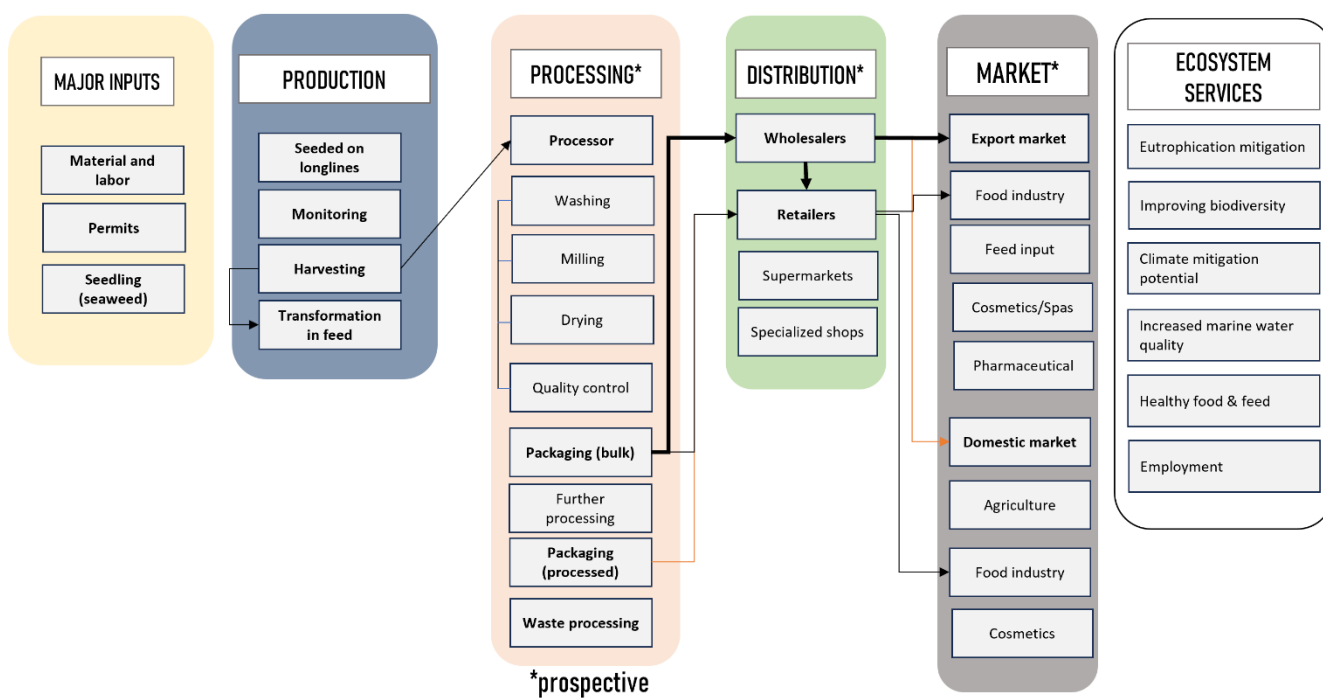 MAJOR INPUTS
Material and
labor
Permits
Seedling
(seaweed)
PRODUCTION
Seeded on
longlines
Monitoring
Harvesting
Transformation
in feed
PROCESSING*
Processor
Washing
Milling
Drying
Quality control
Packaging (bulk)
Further
processing
Packaging
(processed)
Waste processing
*prospective
DISTRIBUTION*
Wholesalers
Retailers
Supermarkets
Specialized shops
MARKET*
Export market
Food industry
Feed input
Cosmetics/Spas
Pharmaceutical
Domestic market
Agriculture
Food industry
Cosmetics
ECOSYSTEM
SERVICES
Eutrophication mitigation
Improving biodiversity
Climate mitigation
potential
Increased marine water
quality
Healthy food & feed
Employment